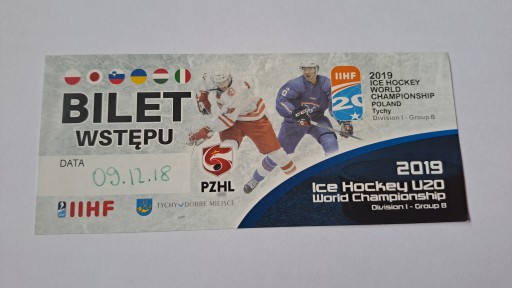 BILET
WSTĘPU
DATA
09.12.18
IIHF
TYCHY DOBRE MIEJSCE
PZHL
IIHF
20
2019
ICE HOCKEY
WORLD
CHAMPIONSHIP
POLAND
Tychy
Division I - Group B
2019
Ice Hockey U20
World Championship
Division I - Group B